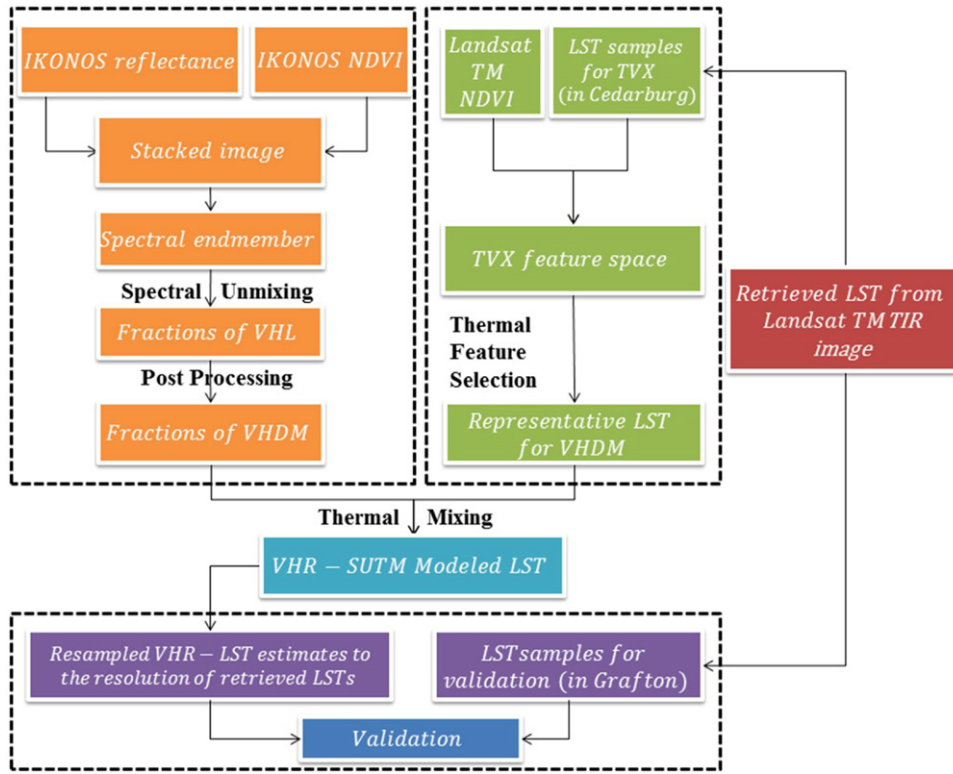 IKONOS reflectance
IKONOS NDVI
Stacked image
Spectral endmember
Spectral Unmixing
Fractions of VHL
Post Processing
Fractions of VHDM
Landsat
TM
NDVI
LST samples
for TVX
(in Cedarburg)
TVX feature space
Thermal
Feature
Selection
Representative LST
for VHDM
Retrieved LST from
Landsat TM TIR
image
Thermal Mixing
VHR − SUTM Modeled LST
Resampled VHR − LST estimates to
the resolution of retrieved LSTs
LST samples for
validation (in Grafton)
Validation